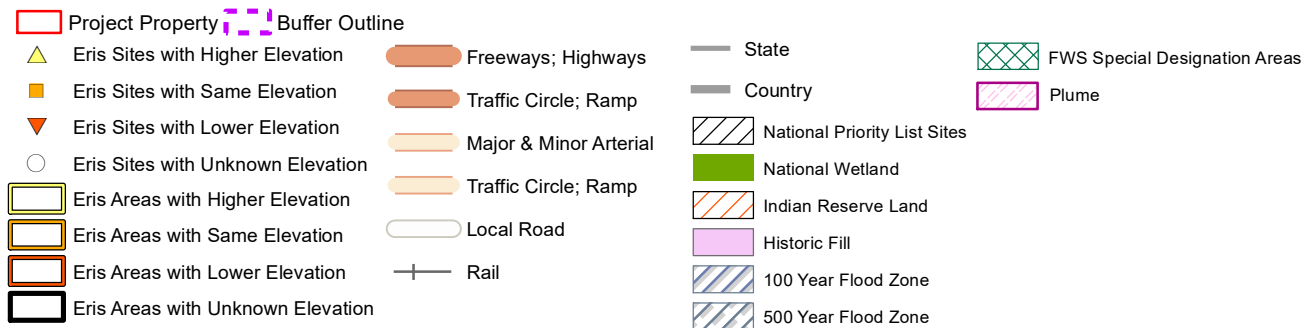 Project Property Buffer Outline
Eris Sites with Higher Elevation
Eris Sites with Same Elevation
Eris Sites with Lower Elevation
Eris Sites with Unknown Elevation
Eris Areas with Higher Elevation
Eris Areas with Same Elevation
Eris Areas with Lower Elevation
Eris Areas with Unknown Elevation
Freeways; Highways
Traffic Circle; Ramp
Major & Minor Arterial
Traffic Circle; Ramp
Local Road
Rail
State
Country
National Priority List Sites
National Wetland
Indian Reserve Land
Historic Fill
100 Year Flood Zone
500 Year Flood Zone
FWS Special Designation Areas
Plume